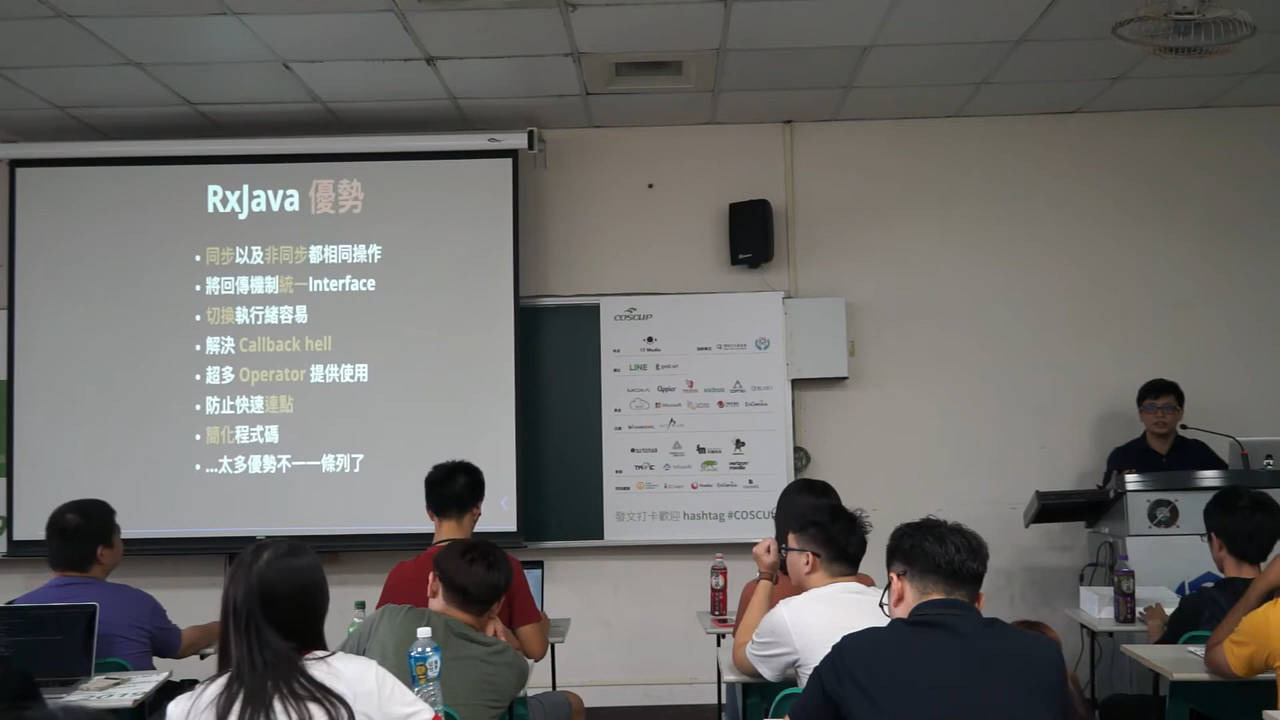 RxJava 優勢
• 同步以及非同步都相同操作
• 將回傳機制統一Interface
• 切換執行緒容易
• 解決 Callback hell
• 超多 Operator 提供使用
• 防止快速連點
• 簡化程式碼
• ...太多優勢不一一條列了
COSCUP
LINE
發文打卡歡迎 hashtag #COSCU